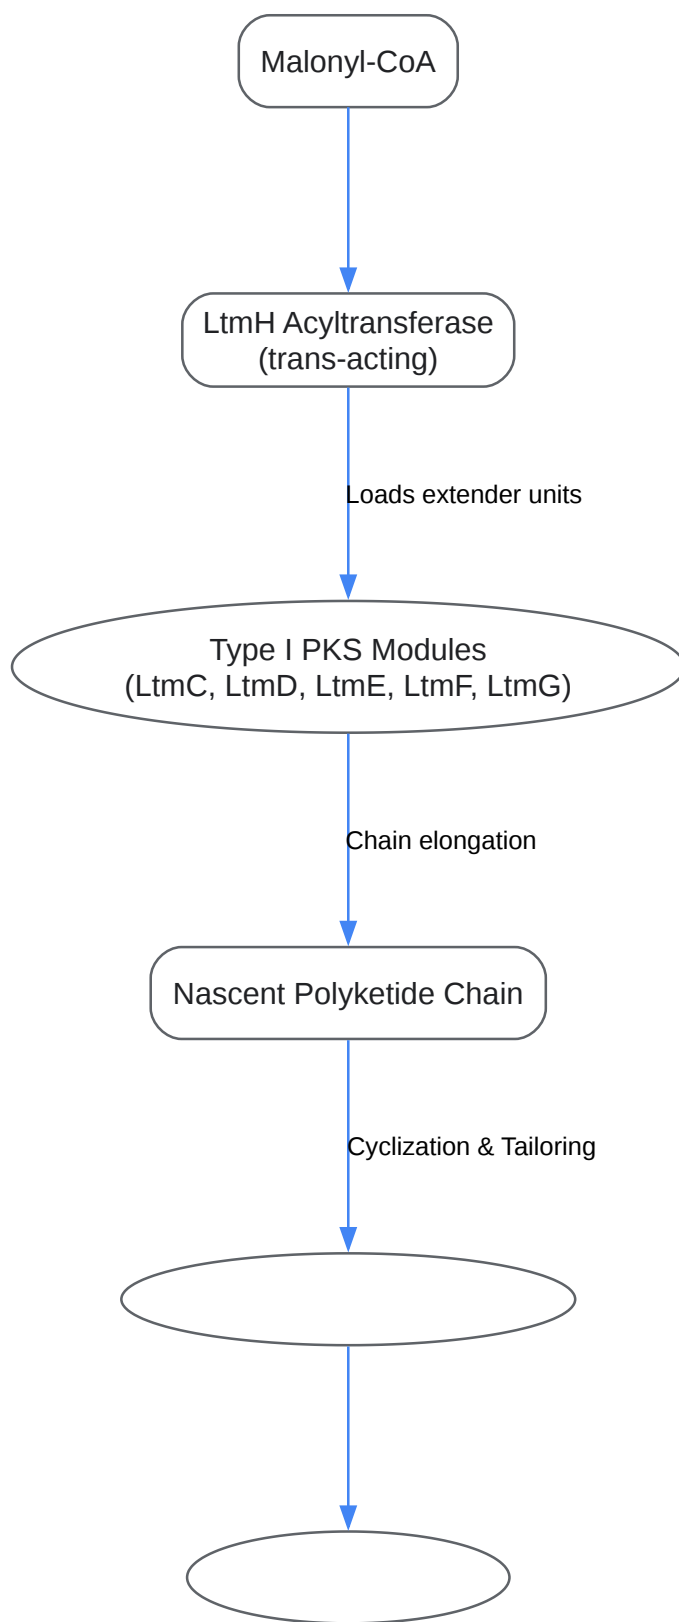 Malonyl-CoA
LtmH Acyltransferase
(trans-acting)
Loads extender units
Type I PKS Modules
(LtmC, LtmD, LtmE, LtmF, LtmG)
Chain elongation
Nascent Polyketide Chain
Cyclization & Tailoring